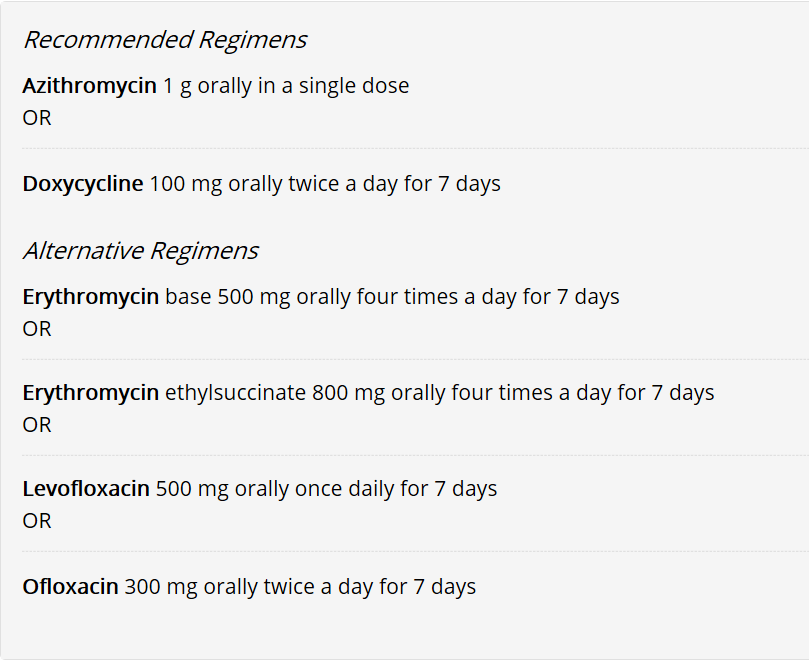 Recommended Regimens
Azithromycin 1 g orally in a single dose
OR
Doxycycline 100 mg orally twice a day for 7 days
Alternative Regimens
Erythromycin base 500 mg orally four times a day for 7 days
OR
Erythromycin ethylsuccinate 800 mg orally four times a day for 7 days
OR
Levofloxacin 500 mg orally once daily for 7 days
OR
Ofloxacin 300 mg orally twice a day for 7 days